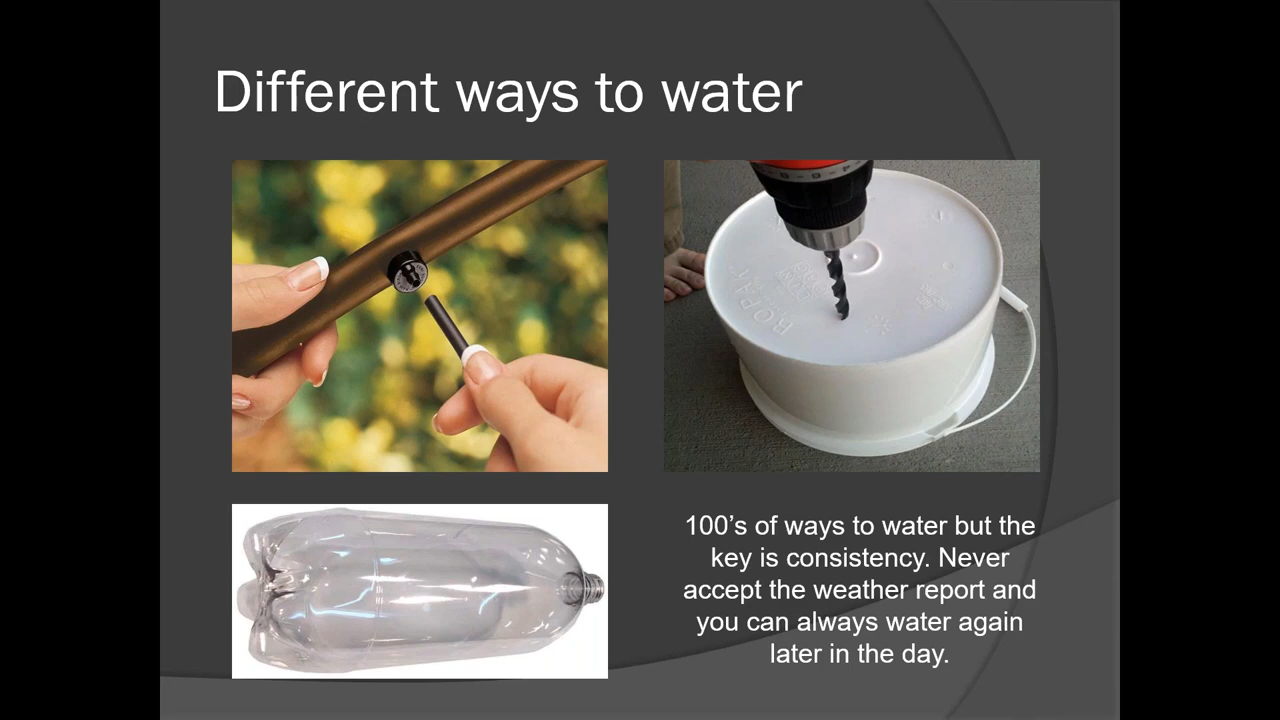 Different ways to water
ROPAK
100’s of ways to water but the
key is consistency. Never
accept the weather report and
you can always water again
later in the day.